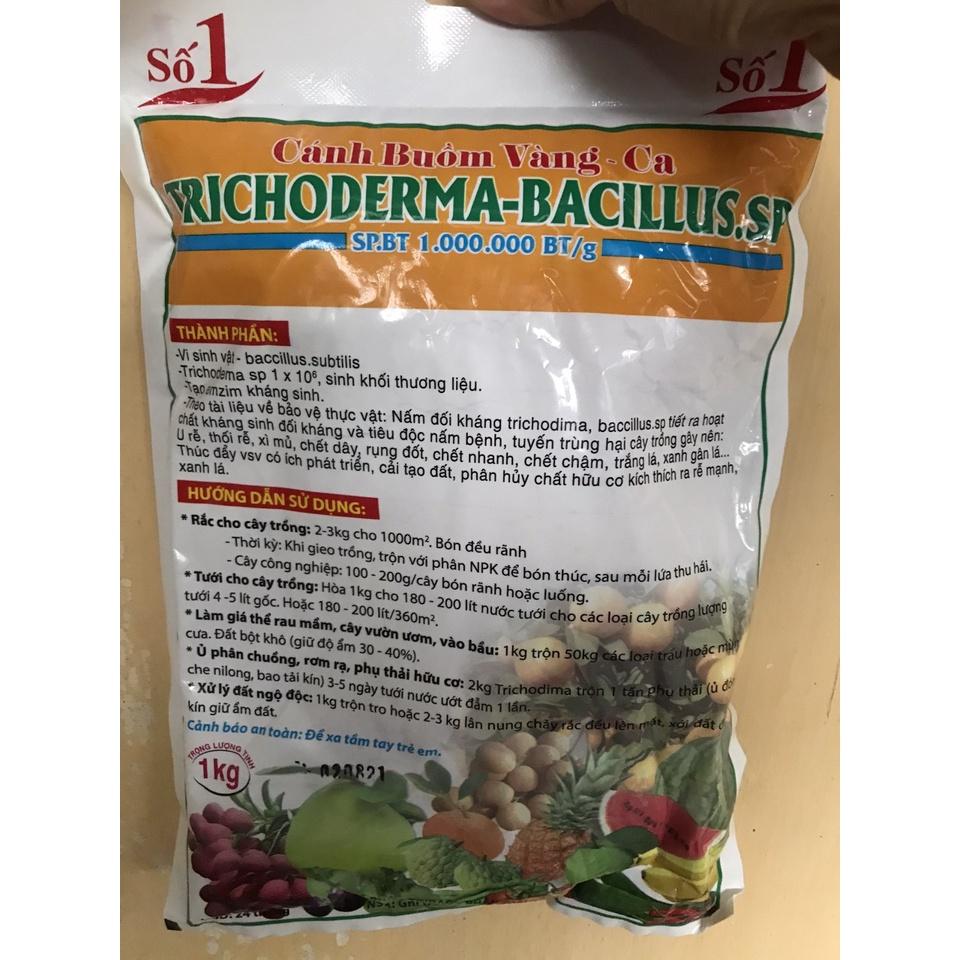 Số 1
Số 1
Cánh Buồm Vàng - Ca
TRICHODERMA-BACILLUS.SP
SP.BT 1.000.000 BT/g
THÀNH PHẦN:
-Vi sinh vật - baccillus.subtilis
-Trichoderma sp 1 x 10⁶, sinh khối thương liệu.
-Tạo enzim kháng sinh.
-Theo tài liệu về bảo vệ thực vật: Nấm đối kháng trichodima, baccillus.sp tiết ra hoạt
chất kháng sinh đối kháng và tiêu độc nấm bệnh, tuyến trùng hại cây trồng gây nên:
U rễ, thối rễ, xì mủ, chết dây, rụng đốt, chết nhanh, chết chậm, trắng lá, xanh gân lá...
Thúc đẩy vsv có ích phát triển, cải tạo đất, phân hủy chất hữu cơ kích thích ra rễ mạnh,
xanh lá.
HƯỚNG DẪN SỬ DỤNG:
* Rắc cho cây trồng: 2-3kg cho 1000m². Bón đều rãnh
- Thời kỳ: Khi gieo trồng, trộn với phân NPK để bón thúc, sau mỗi lứa thu hái.
- Cây công nghiệp: 100 - 200g/cây bón rãnh hoặc luống.
* Tưới cho cây trồng: Hòa 1kg cho 180 - 200 lít nước tưới cho các loại cây trồng lượng
tưới 4 -5 lít gốc. Hoặc 180 - 200 lít/360m².
* Làm giá thể rau mầm, cây vườn ươm, vào bầu: 1kg trộn 50kg các loại trấu hoặc
cưa. Đất bột khô (giữ độ ẩm 30 - 40%).
* Ủ phân chuồng, rơm rạ, phụ thải hữu cơ: 2kg Trichodima trộn 1 tấn Phụ thải (ủ
che nilong, bao tải kín) 3-5 ngày tưới nước ướt đẫm 1 lần.
* Xử lý đất ngộ độc: 1kg trộn tro hoặc 2-3 kg lân nung chảy rắc đều lên mặt, xới đất
kín giữ ẩm đất.
Cảnh báo an toàn: Để xa tầm tay trẻ em.
TRỌNG LƯỢNG TỊNH
1kg
020821
24 tháng
NSX: